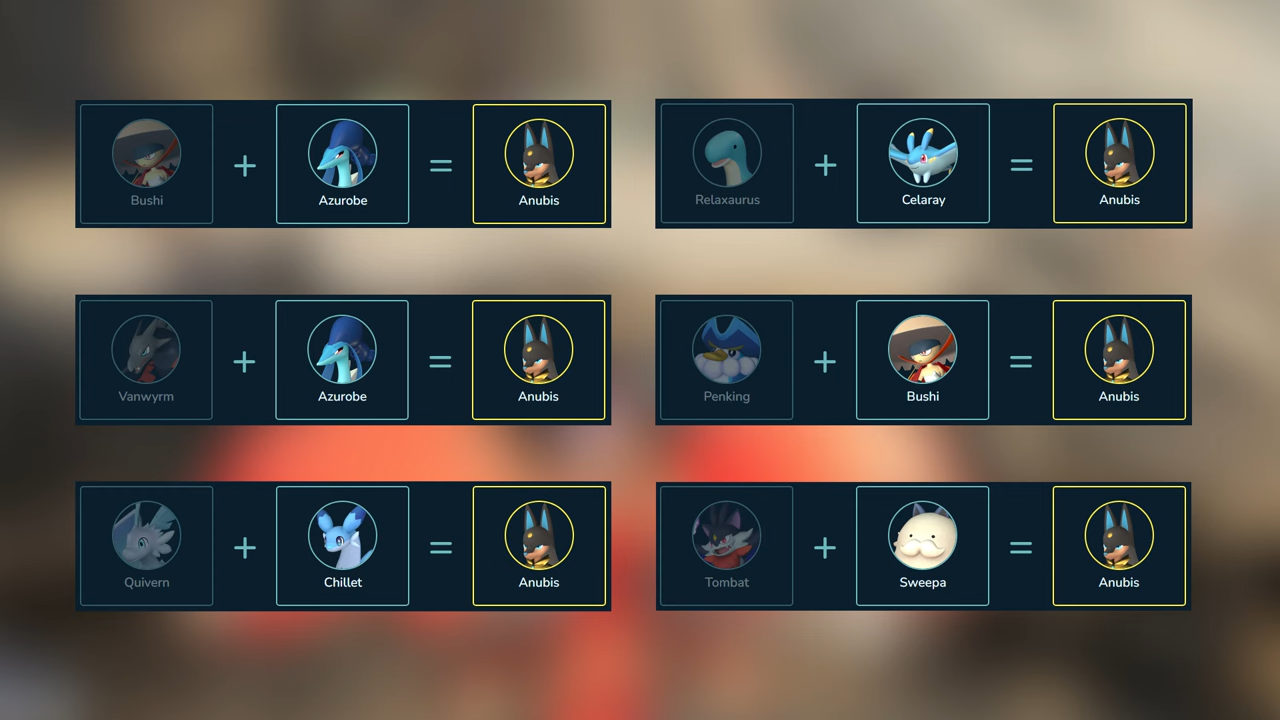 Bushi + Azurobe = Anubis
Relaxaurus + Celaray = Anubis
Vanwyrm + Azurobe = Anubis
Penking + Bushi = Anubis
Quivern + Chillet = Anubis
Tombat + Sweepa = Anubis